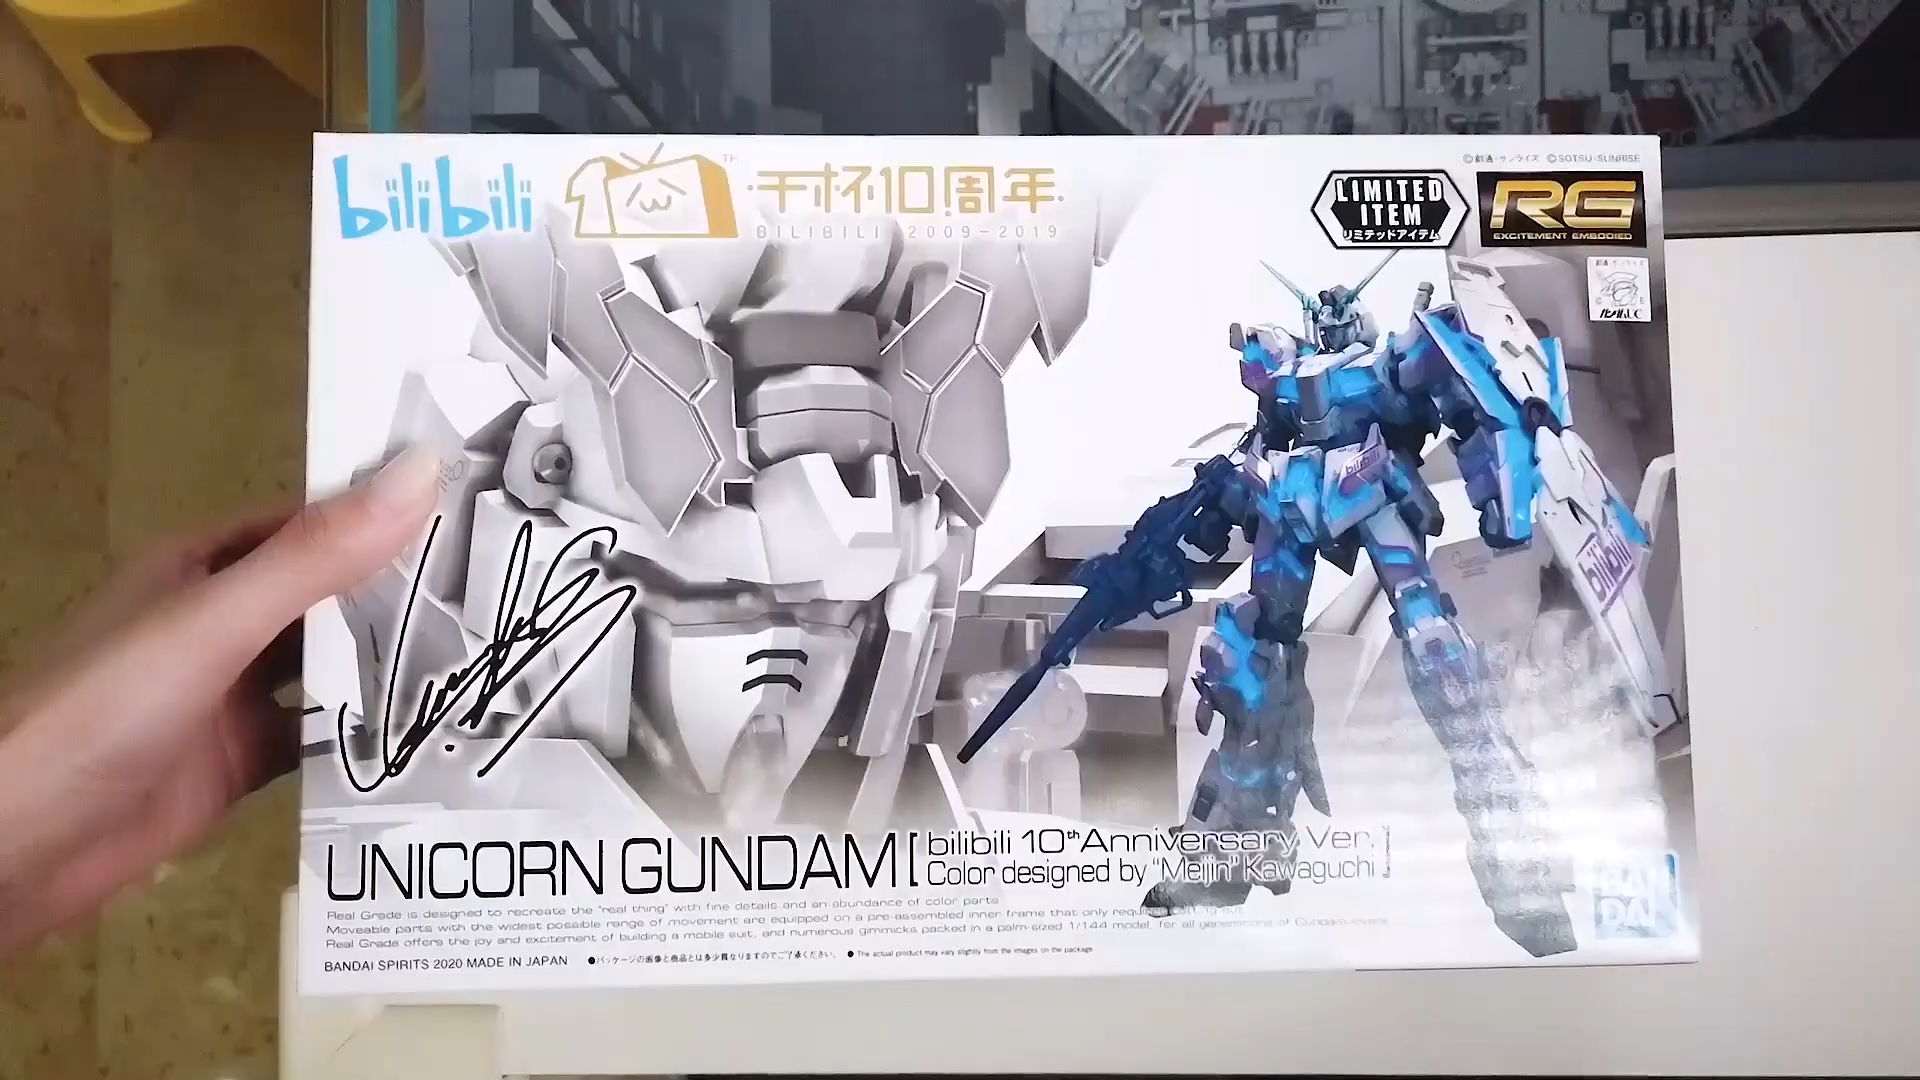 bilibili
TM
干杯10周年
BILIBILI 2009-2019
©創通・サンライズ ©SOTSU・SUNRISE
LIMITED
ITEM
リミテッドアイテム
RG
EXCITEMENT EMBODIED
bilibili
bilibili
UNICORN GUNDAM [bilibili 10th Anniversary Ver.
Color designed by "Meijin" Kawaguchi]
Real Grade is designed to recreate the "real thing" with fine details and an abundance of color parts
Moveable parts with the widest possible range of movement are equipped on a pre-assembled inner frame that only requires cutting out
Real Grade offers the joy and excitement of building a mobile suit, and numerous gimmicks packed in a palm-sized 1/144 model, for all generations of Gundam lovers
BANDAI SPIRITS 2020 MADE IN JAPAN ●パッケージの画像と商品とは多少異なりますのでご了承ください。 ●The actual product may vary slightly from the images on the package
BAN
DAI